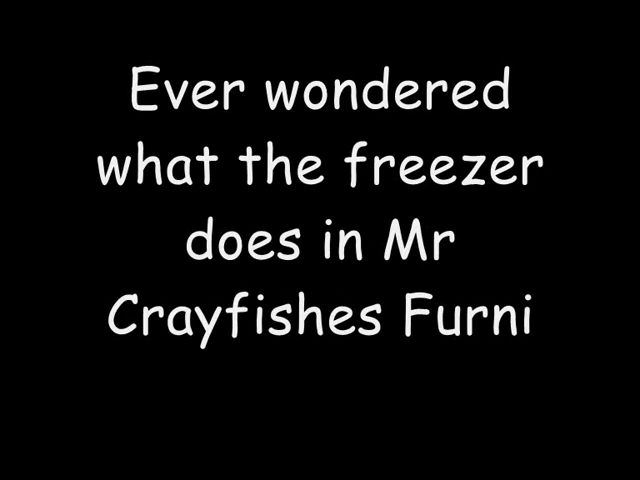 Ever wondered
what the freezer
does in Mr
Crayfishes Furni